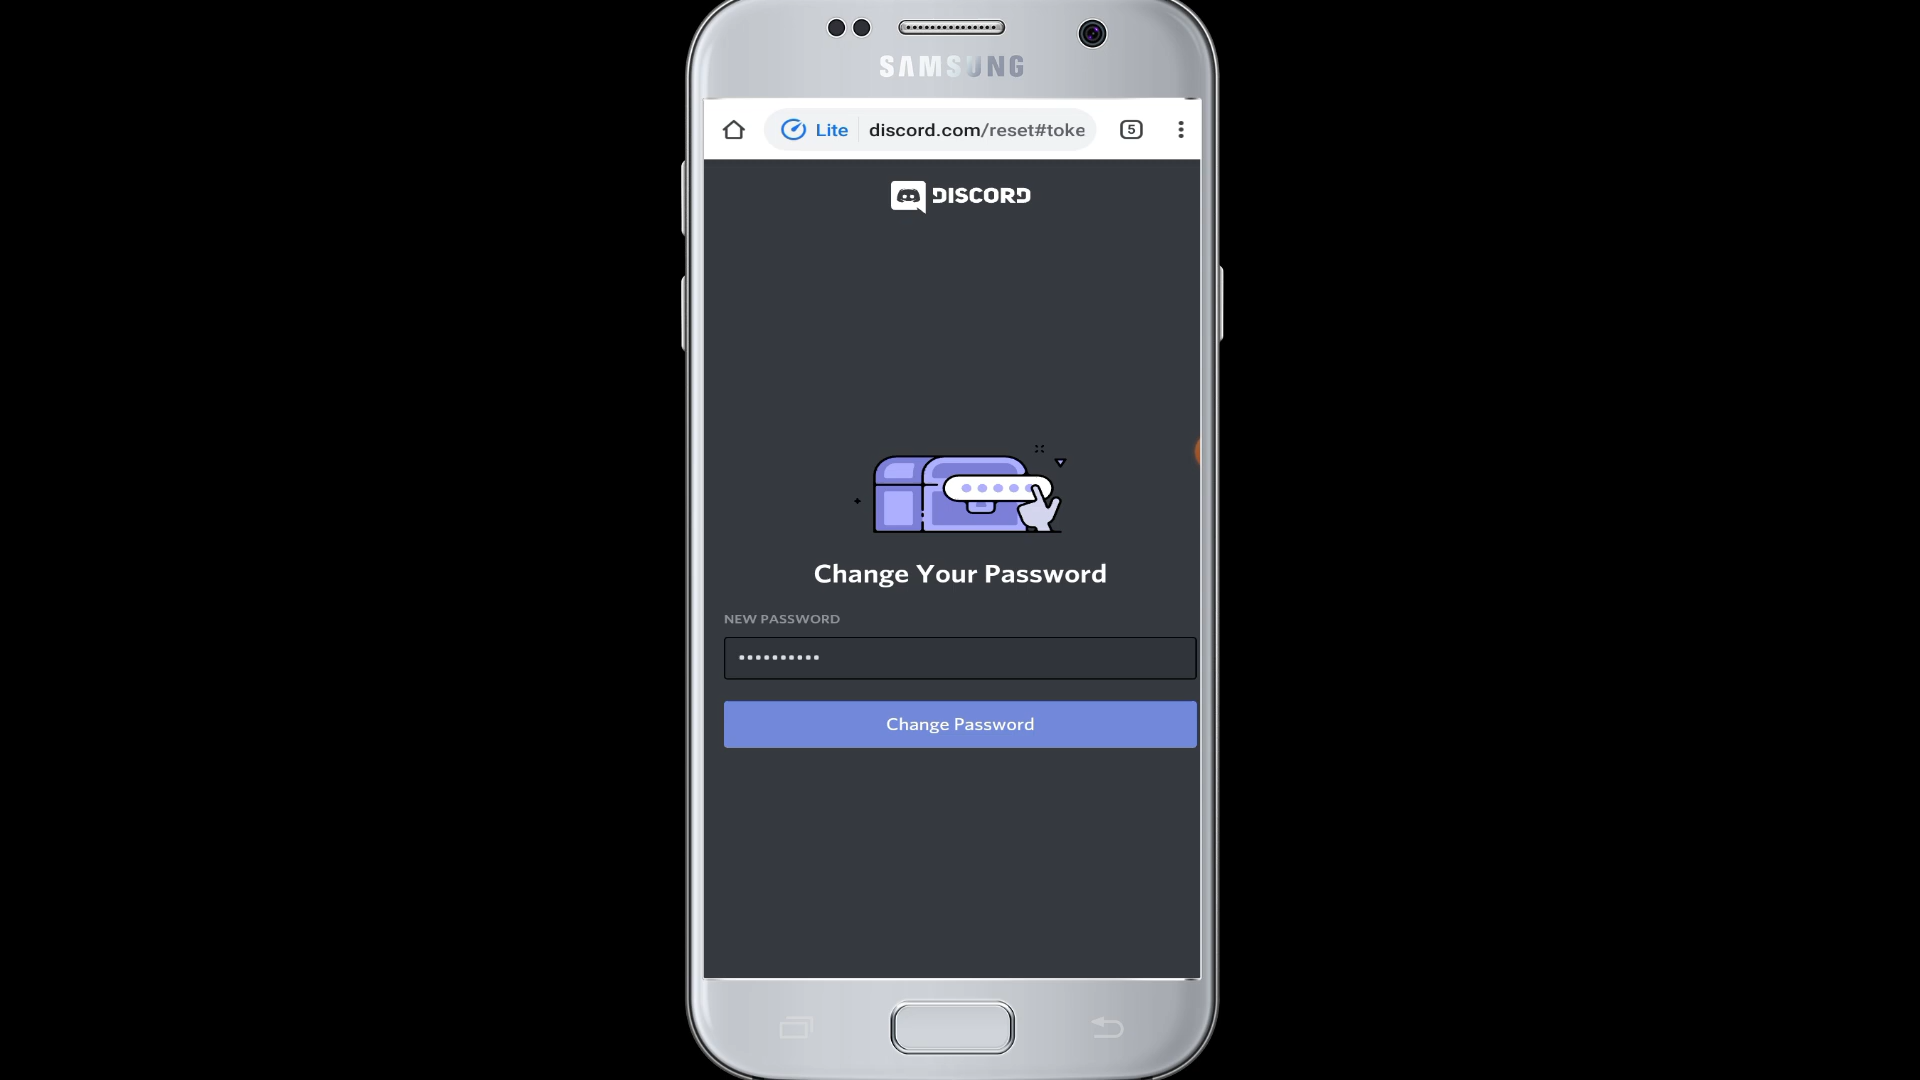 SAMSUNG
Lite discord.com/reset#toke 5
DISCORD
Change Your Password
NEW PASSWORD
••••••••••
Change Password